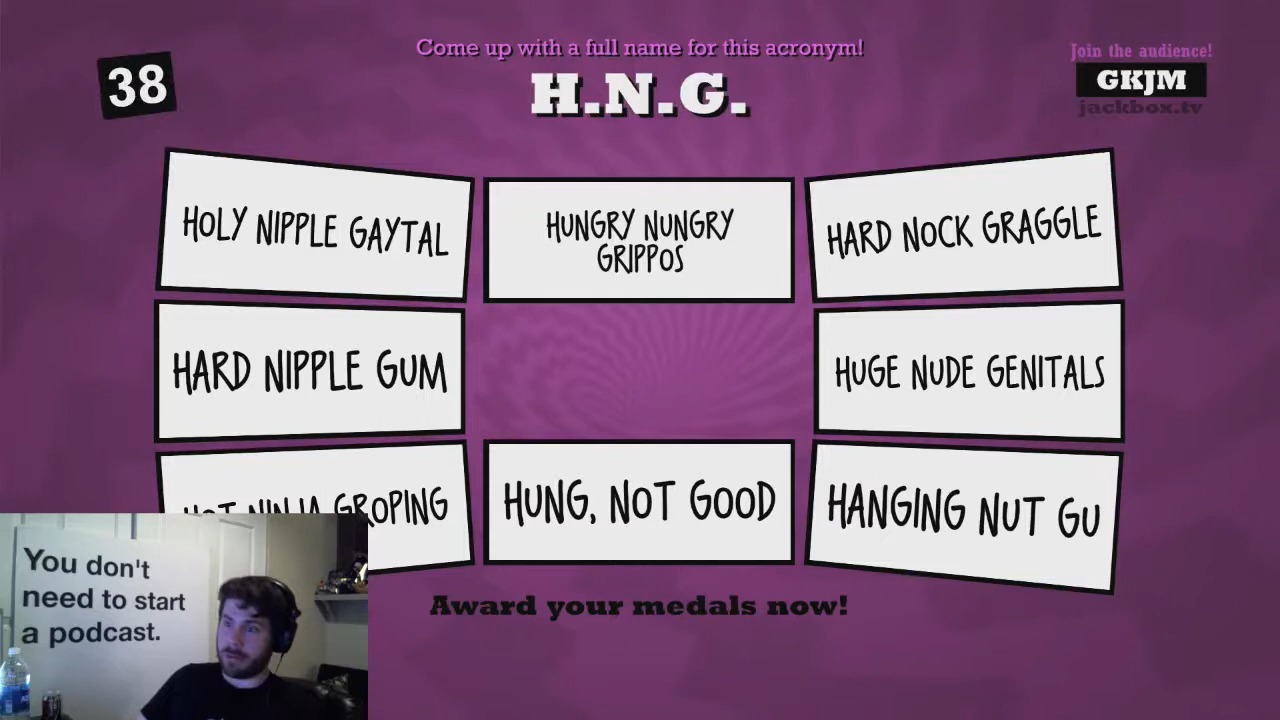 Come up with a full name for this acronym!
H.N.G.
38
Join the audience!
GKJM
jackbox.tv
HOLY NIPPLE GAYTAL
HUNGRY NUNGRY
GRIPPOS
HARD NOCK GRAGGLE
HARD NIPPLE GUM
HUGE NUDE GENITALS
HOT NINJA GROPING
HUNG, NOT GOOD
HANGING NUT GU
Award your medals now!
You don't
need to start
a podcast.